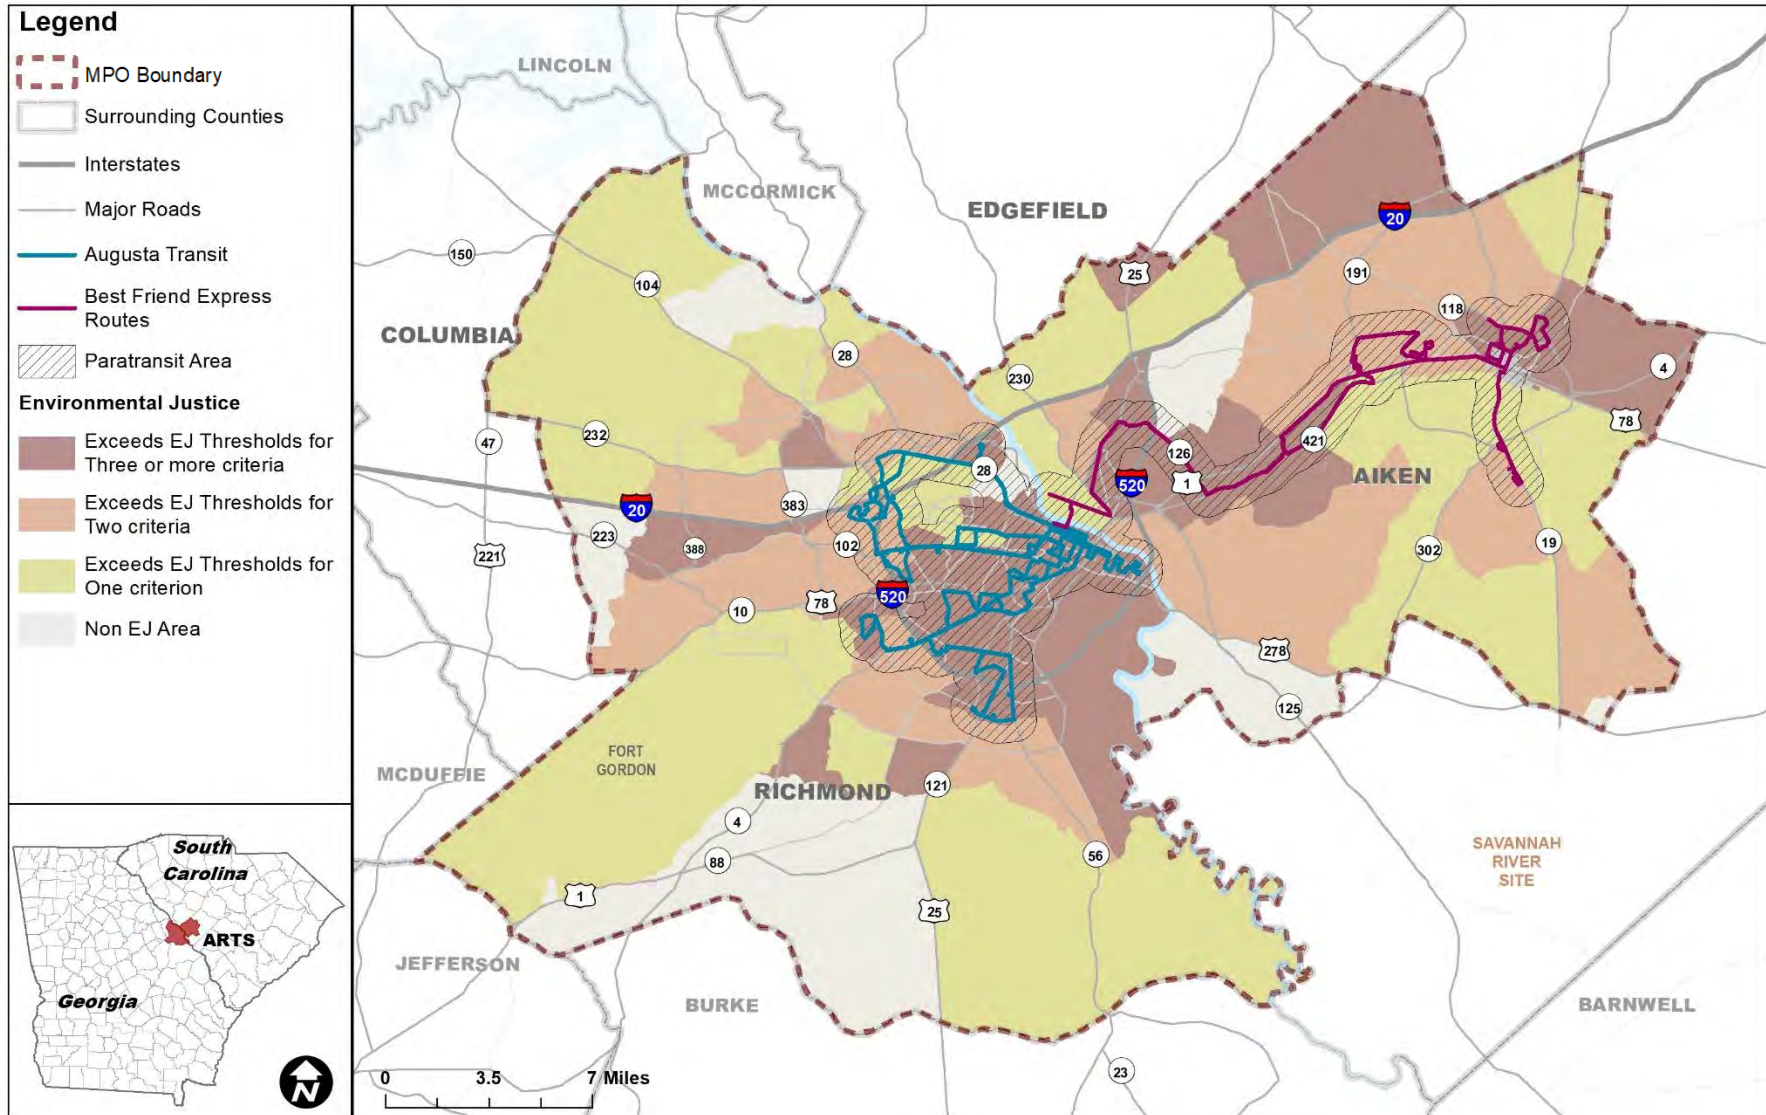 Legend
MPO Boundary
Surrounding Counties
Interstates
Major Roads
Augusta Transit
Best Friend Express
Routes
Paratransit Area
Environmental Justice
Exceeds EJ Thresholds for
Three or more criteria
Exceeds EJ Thresholds for
Two criteria
Exceeds EJ Thresholds for
One criterion
Non EJ Area
South
Carolina
ARTS
Georgia
N
LINCOLN
MCCORMICK
EDGEFIELD
20
150
25
191
104
118
COLUMBIA
28
230
4
78
47
232
126
421
28
AIKEN
520
1
20
383
223
388
102
221
302
19
520
78
10
278
125
FORT
GORDON
MCDUFFIE
RICHMOND
121
4
88
56
SAVANNAH
RIVER
SITE
1
25
JEFFERSON
BURKE
BARNWELL
23
0 3.5 7 Miles